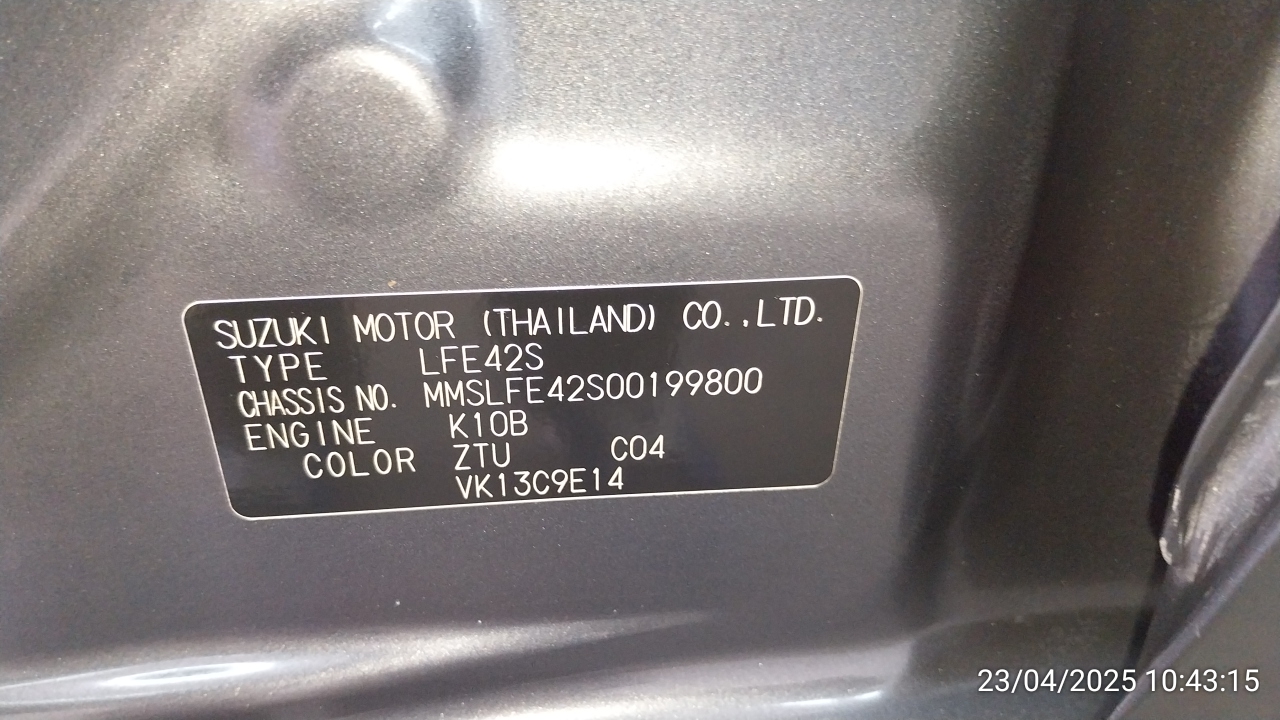 SUZUKI MOTOR (THAILAND) CO.,LTD.
TYPE LFE42S
CHASSIS NO. MMSLFE42S00199800
ENGINE K10B
COLOR ZTU C04
VK13C9E14
23/04/2025 10:43:15